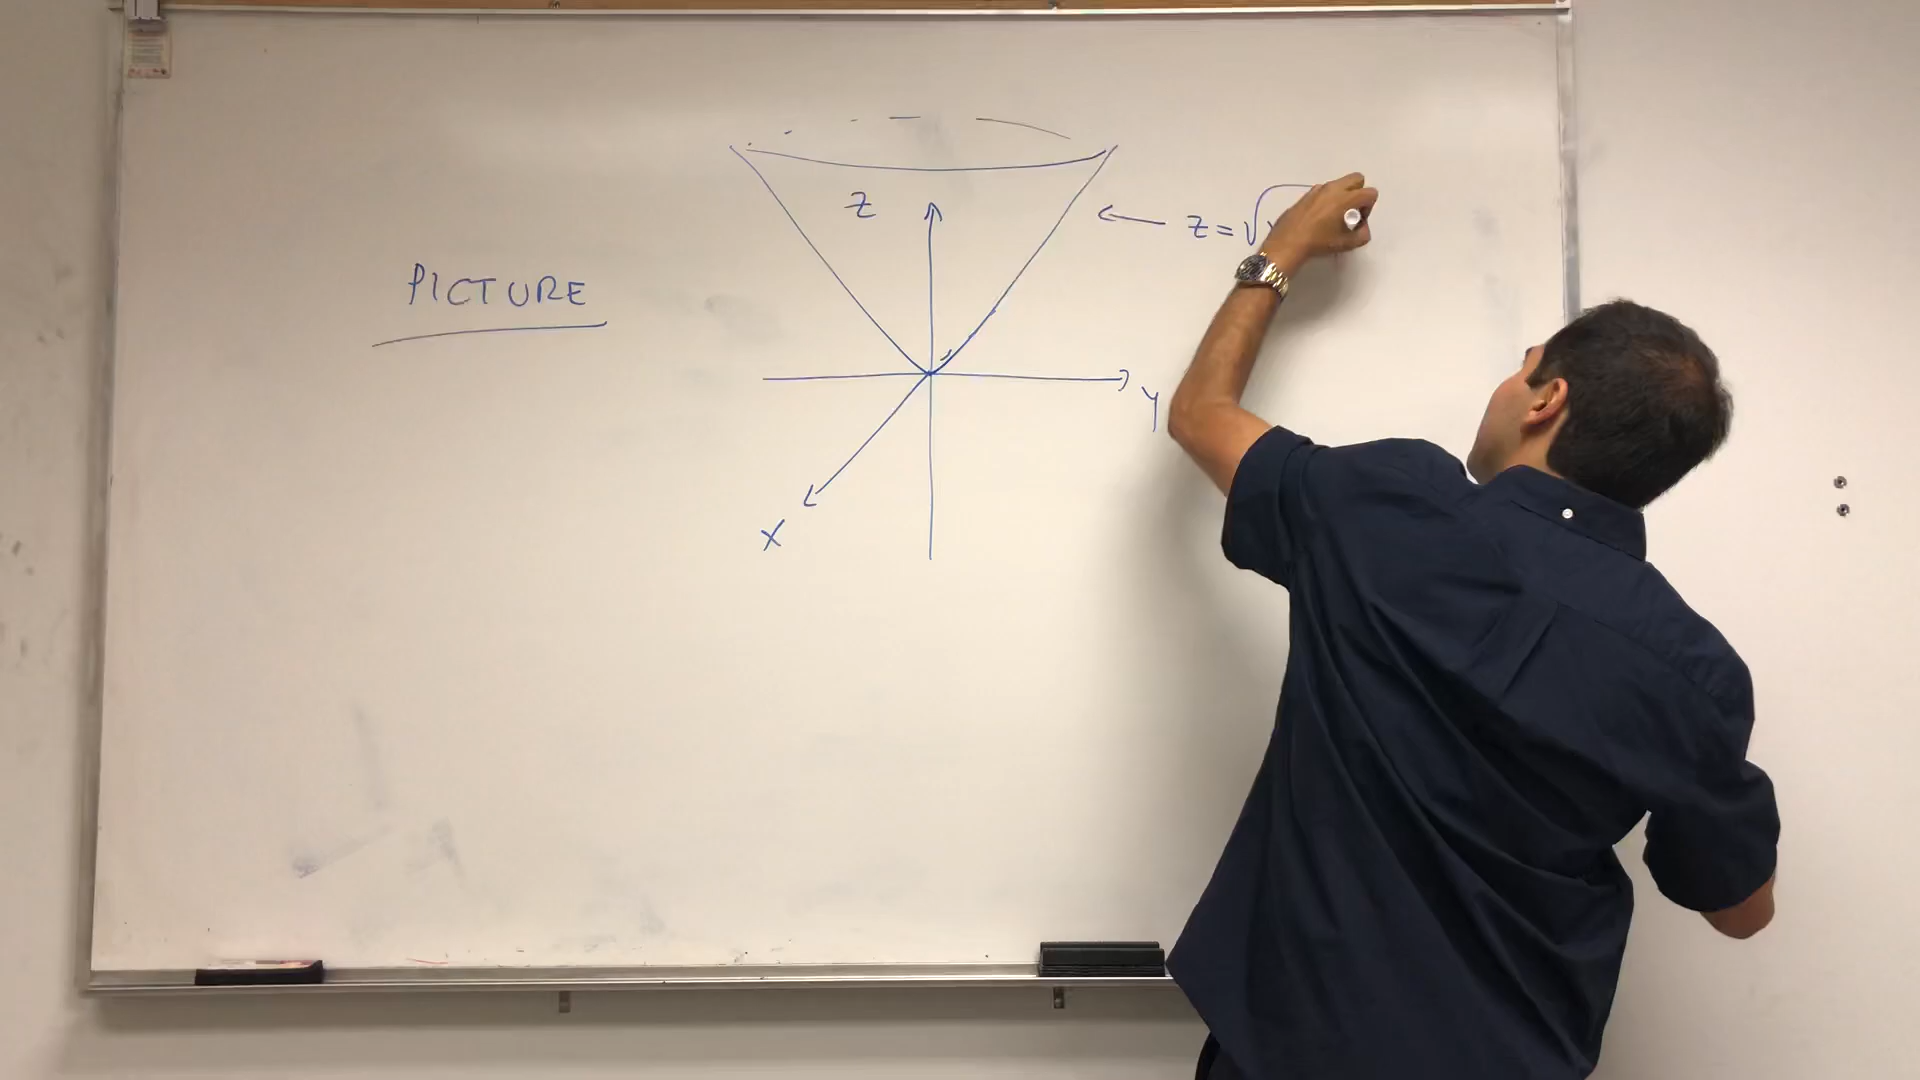 PICTURE
Z
Z = √
Y
X